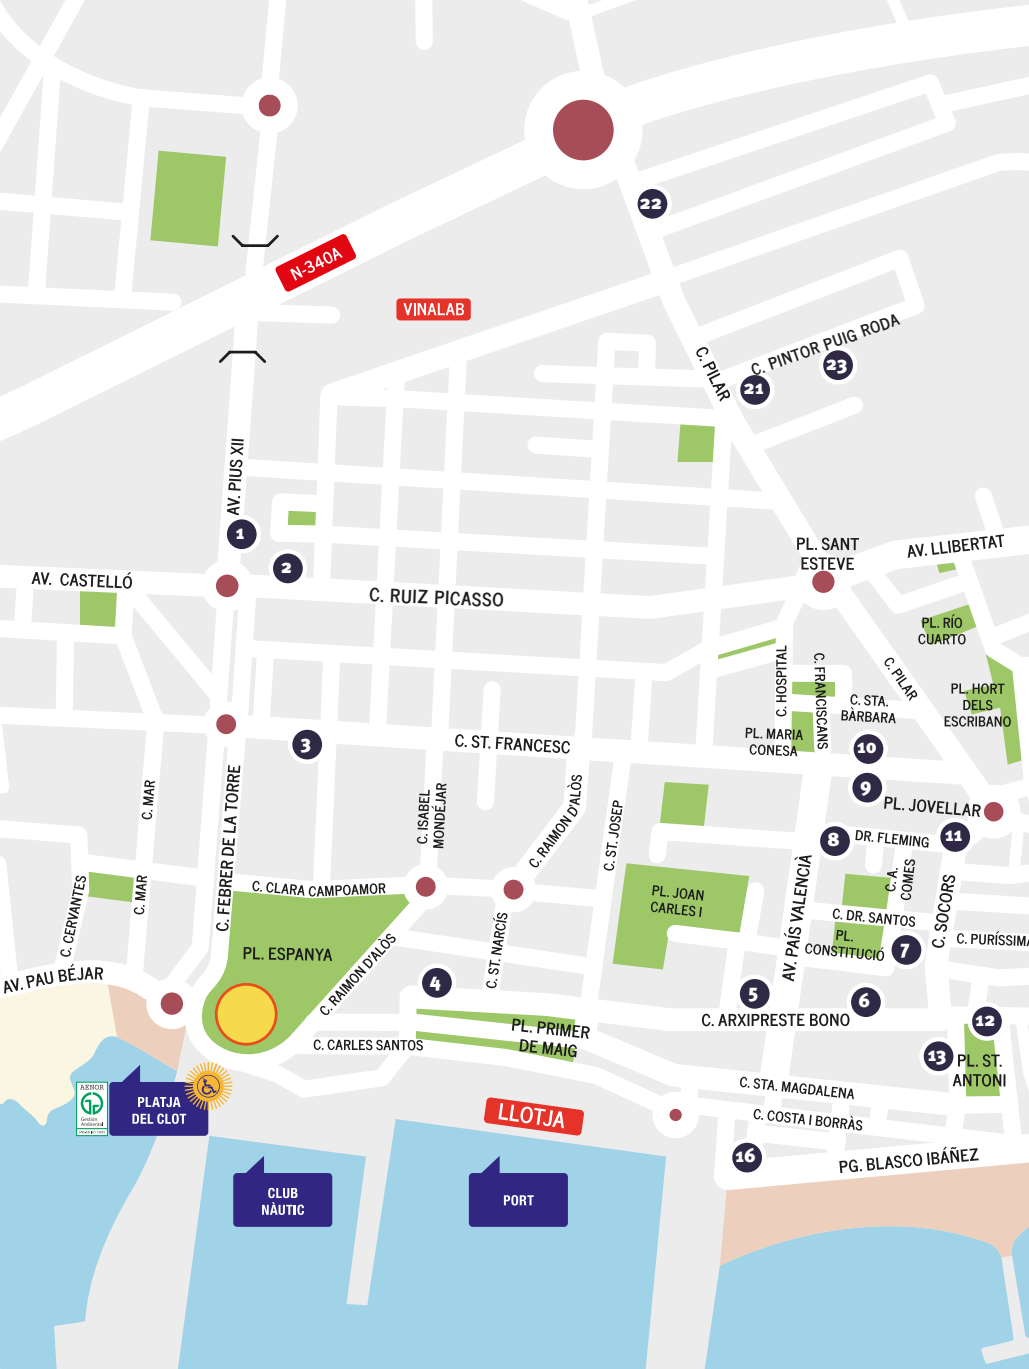 22
N-340A
VINALAB
C. PINTOR PUIG RODA
C. PILAR
23
21
AV. PIUS XII
1
2
PL. SANT
ESTEVE
AV. LLIBERTAT
AV. CASTELLÓ
C. RUIZ PICASSO
PL. RÍO
CUARTO
C. HOSPITAL
C. FRANCISCANS
C. PILAR
C. STA.
BÀRBARA
PL. HORT
DELS
ESCRIBANO
PL. MARIA
CONESA
3
C. ST. FRANCESC
10
9
C. MAR
C. FEBRER DE LA TORRE
C. ISABEL
MONDÉJAR
C. RAIMON D'ALÒS
C. ST. JOSEP
PL. JOVELLAR
8
DR. FLEMING
11
C. A.
COMES
C. CLARA CAMPOAMOR
PL. JOAN
CARLES I
AV. PAÍS VALENCIÀ
C. SOCORS
C. MAR
C. CERVANTES
C. DR. SANTOS
PL. ESPANYA
C. RAIMON D'ALÒS
C. ST. NARCÍS
PL.
CONSTITUCIÓ
7
C. PURÍSSIMA
AV. PAU BÉJAR
4
5
6
C. ARXIPRESTE BONO
12
PL. PRIMER
DE MAIG
C. CARLES SANTOS
13
PL. ST.
ANTONI
AENOR
Gestión
Ambiental
PLATJA
DEL CLOT
C. STA. MAGDALENA
LLOTJA
C. COSTA I BORRÀS
16
PG. BLASCO IBÁÑEZ
CLUB
NÀUTIC
PORT